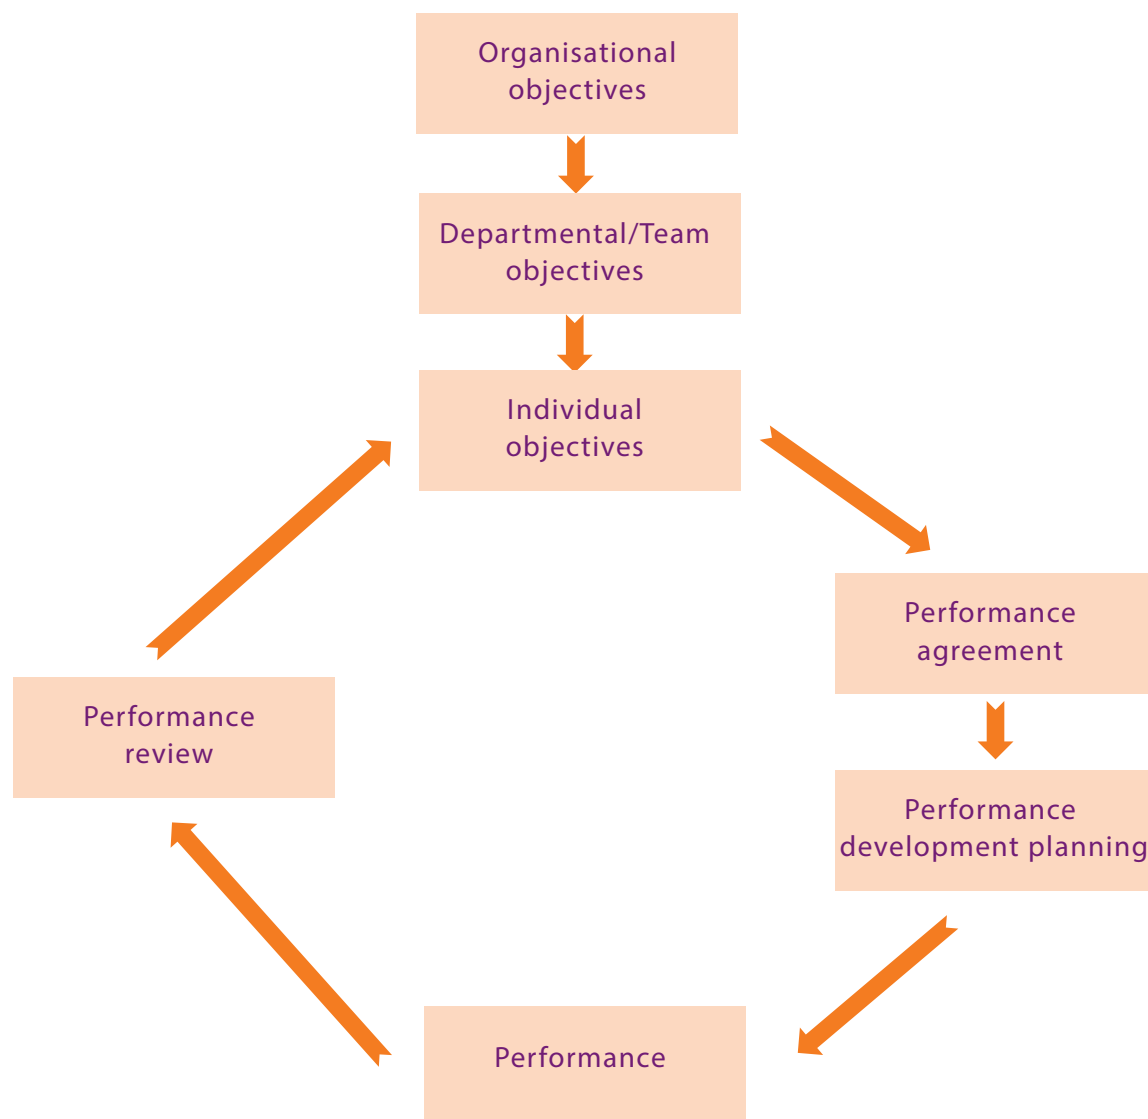 Organisational
objectives
Departmental/Team
objectives
Individual
objectives
Performance
agreement
Performance
review
Performance
development planning
Performance